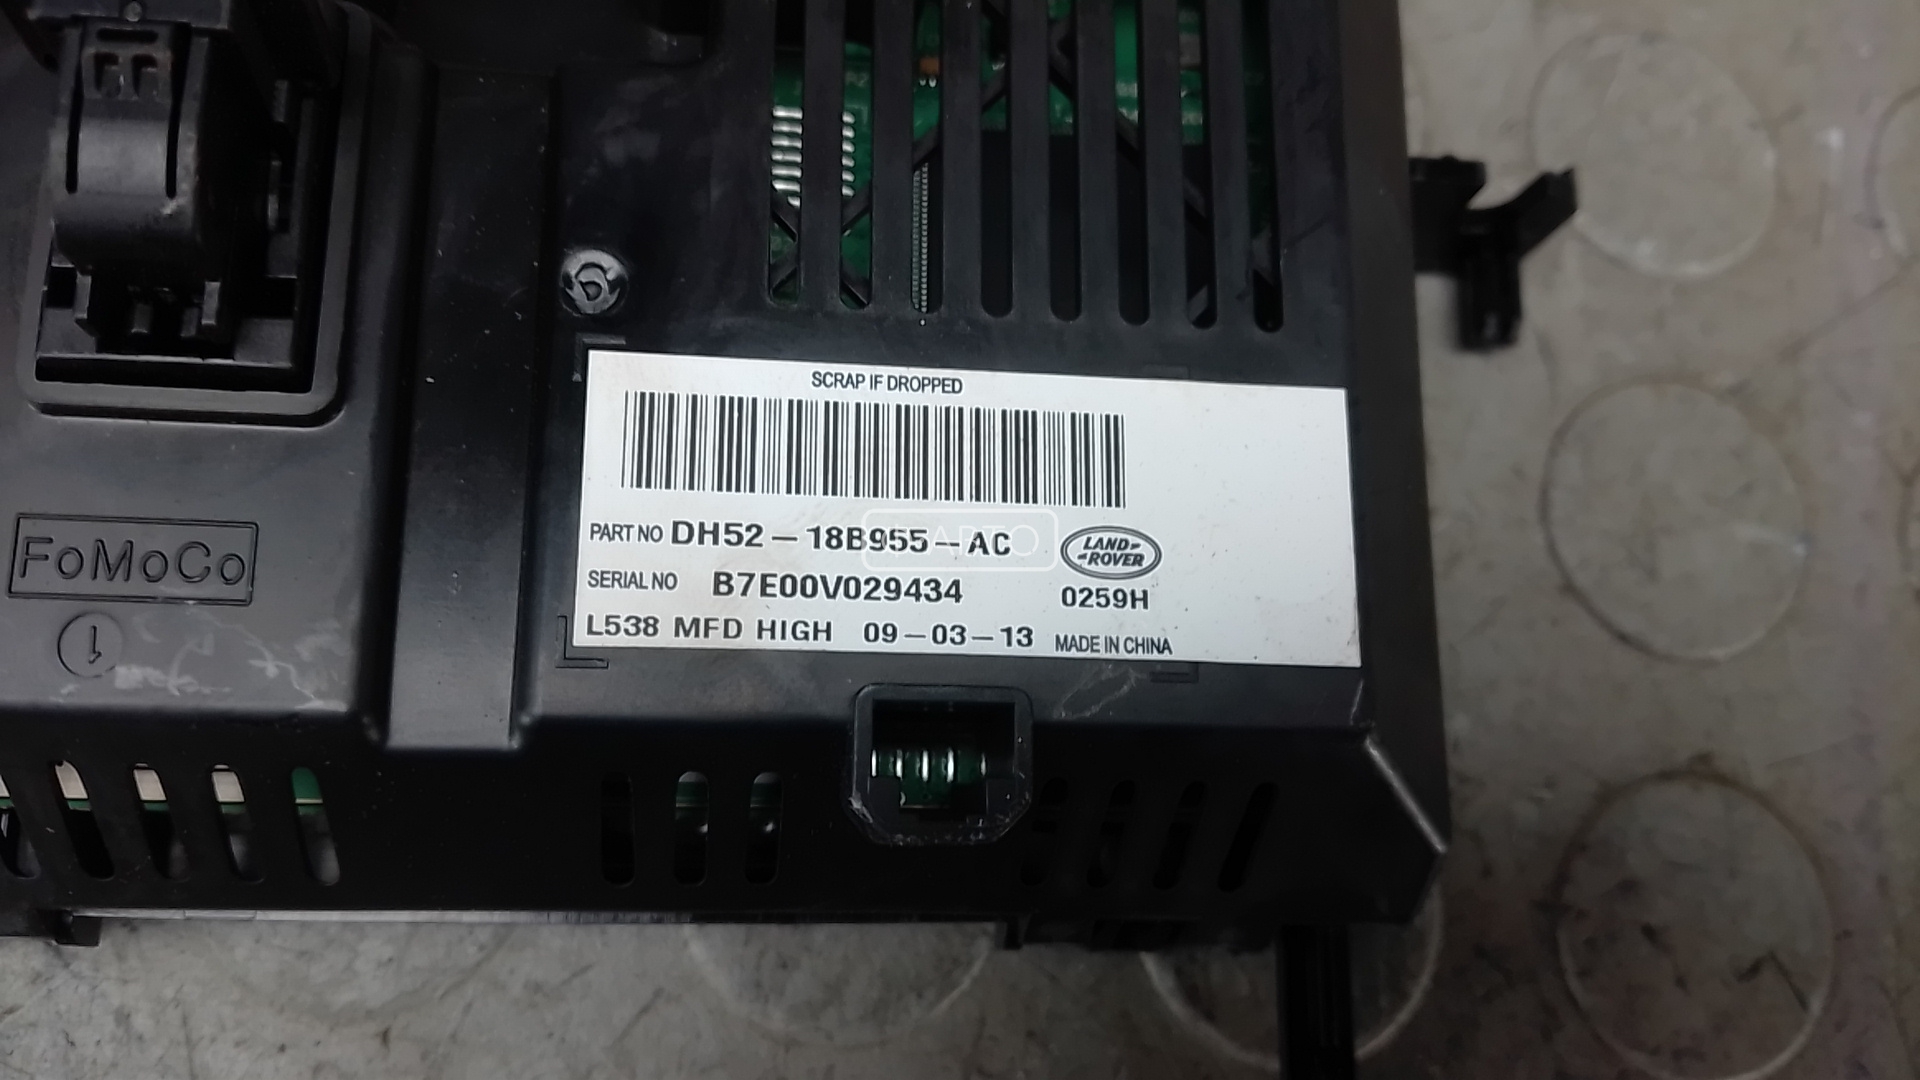 SCRAP IF DROPPED
PART NO DH52-18B955-AC
LAND-
-ROVER
SERIAL NO B7E00V029434
0259H
L538 MFD HIGH 09-03-13 MADE IN CHINA
FoMoCo
1